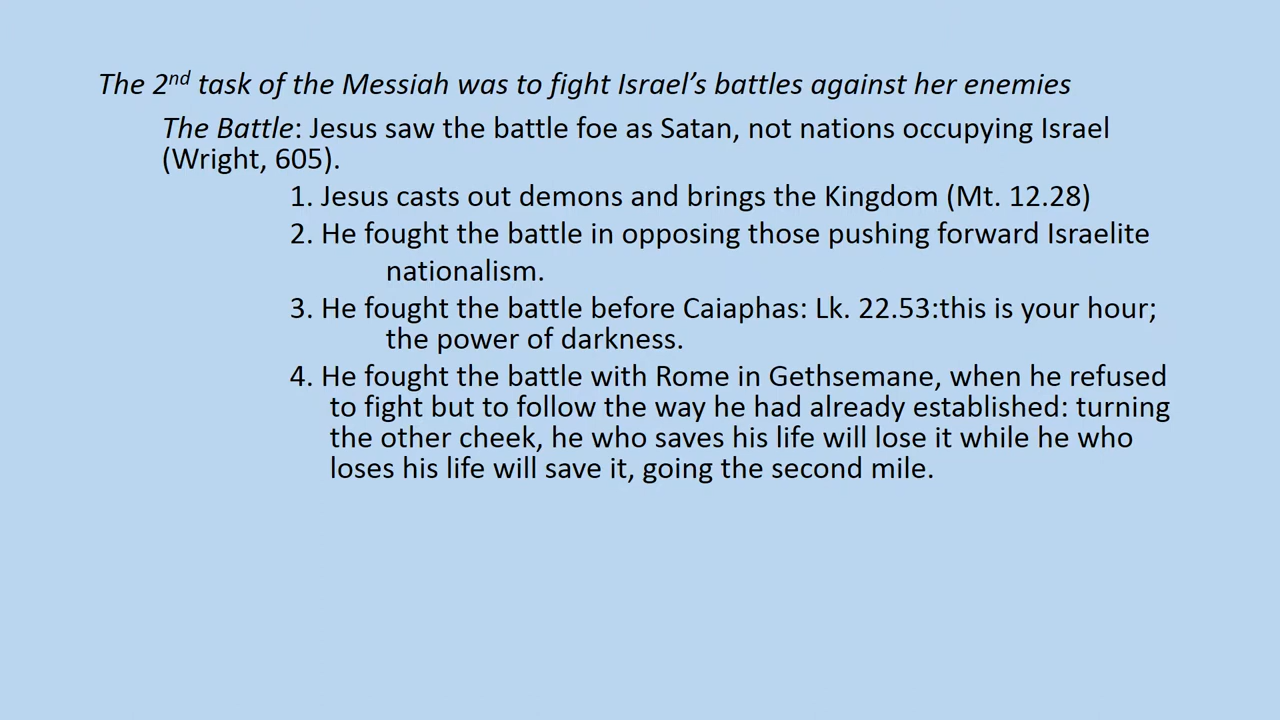 The 2nd task of the Messiah was to fight Israel’s battles against her enemies
The Battle: Jesus saw the battle foe as Satan, not nations occupying Israel
(Wright, 605).
1. Jesus casts out demons and brings the Kingdom (Mt. 12.28)
2. He fought the battle in opposing those pushing forward Israelite
nationalism.
3. He fought the battle before Caiaphas: Lk. 22.53:this is your hour;
the power of darkness.
4. He fought the battle with Rome in Gethsemane, when he refused
to fight but to follow the way he had already established: turning
the other cheek, he who saves his life will lose it while he who
loses his life will save it, going the second mile.